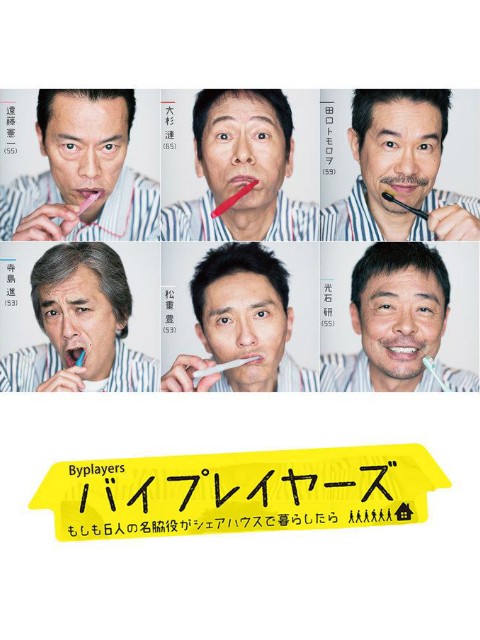 遠藤憲一
(55)
大杉漣
(65)
田口トモロヲ
(59)
寺島進
(53)
松重豊
(53)
光石研
(55)
Byplayers
バイプレイヤーズ
もしも6人の名脇役がシェアハウスで暮らしたら